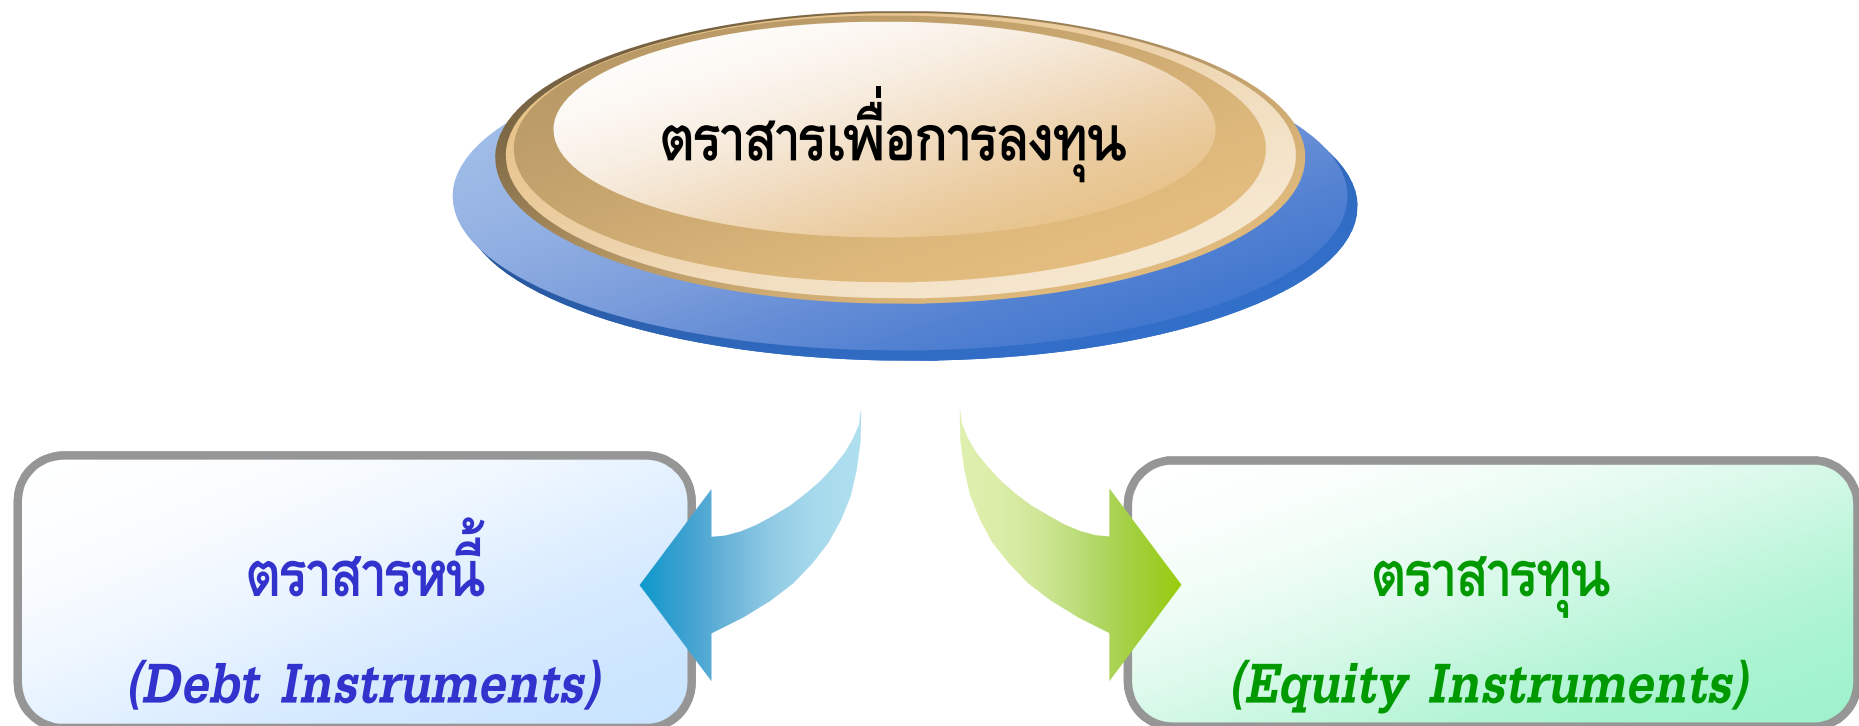 ตราสารเพื่อการลงทุน
ตราสารหนี้
(Debt Instruments)
ตราสารทุน
(Equity Instruments)